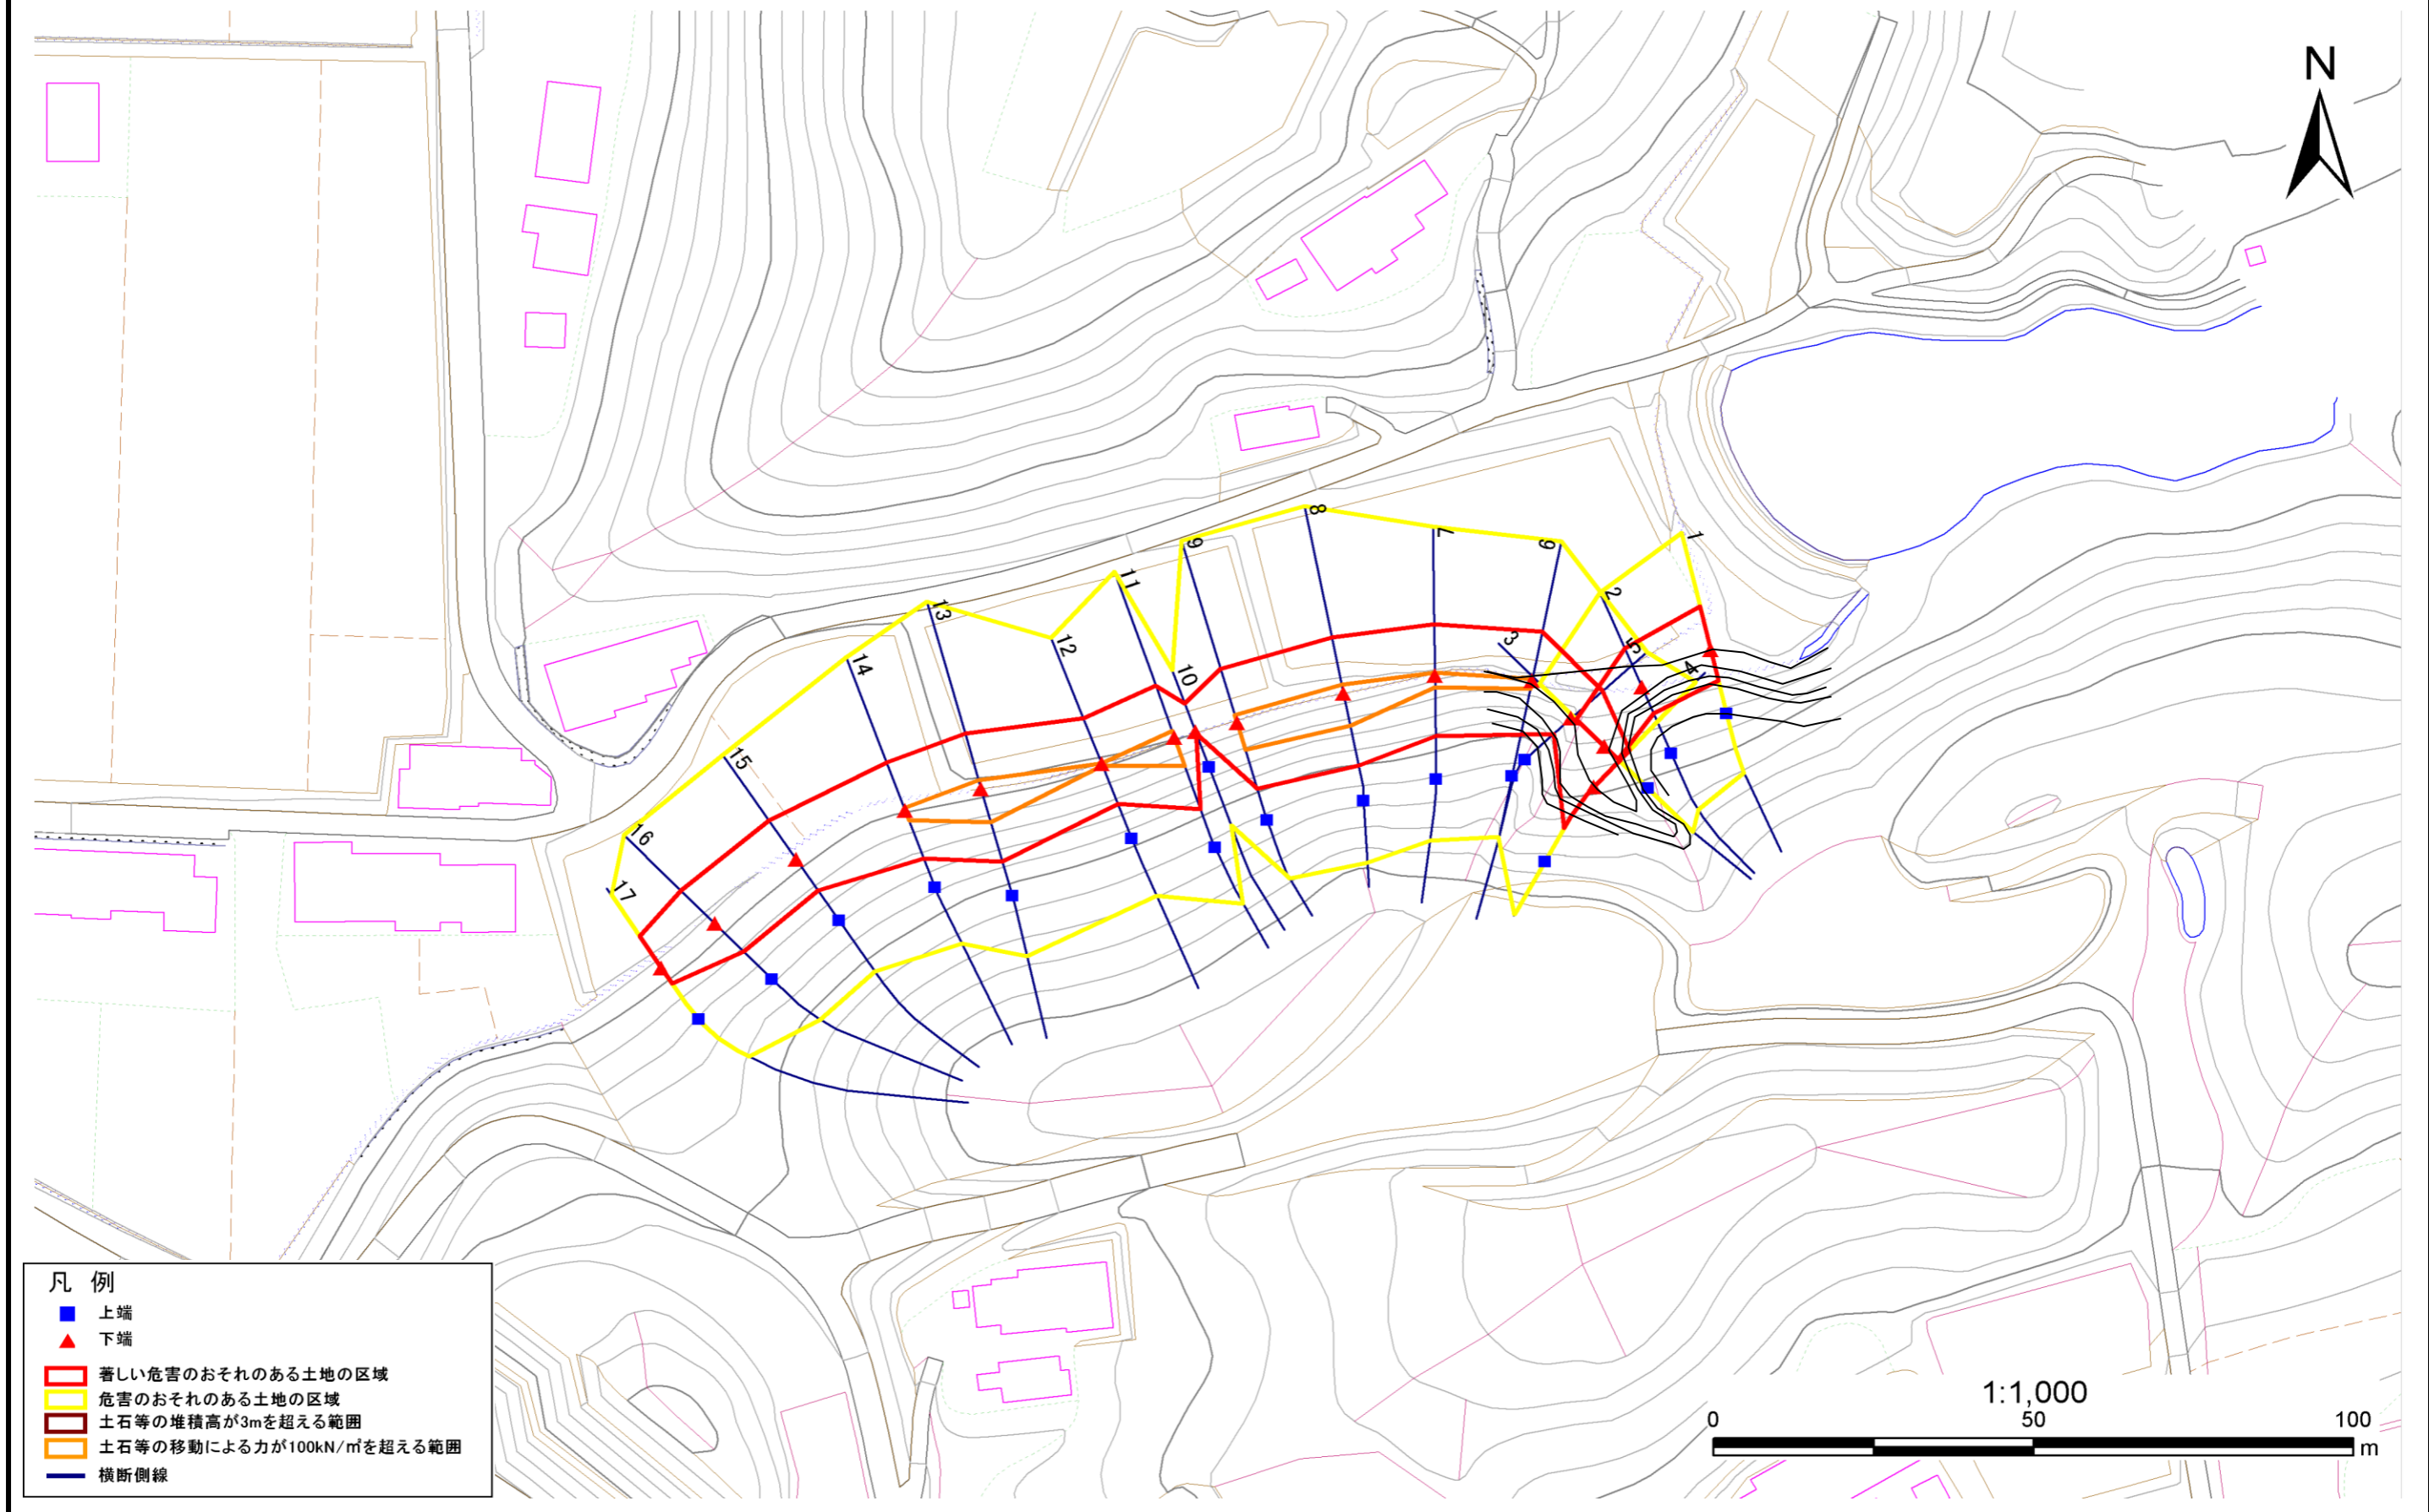 N
8
7
6
9
1
11
2
13
12
3
5
14
10
4
15
16
17
凡 例
上端
下端
著しい危害のおそれのある土地の区域
危害のおそれのある土地の区域
土石等の堆積高が3mを超える範囲
土石等の移動による力が100kN/㎡を超える範囲
横断側線
1:1,000
0 50 100
m